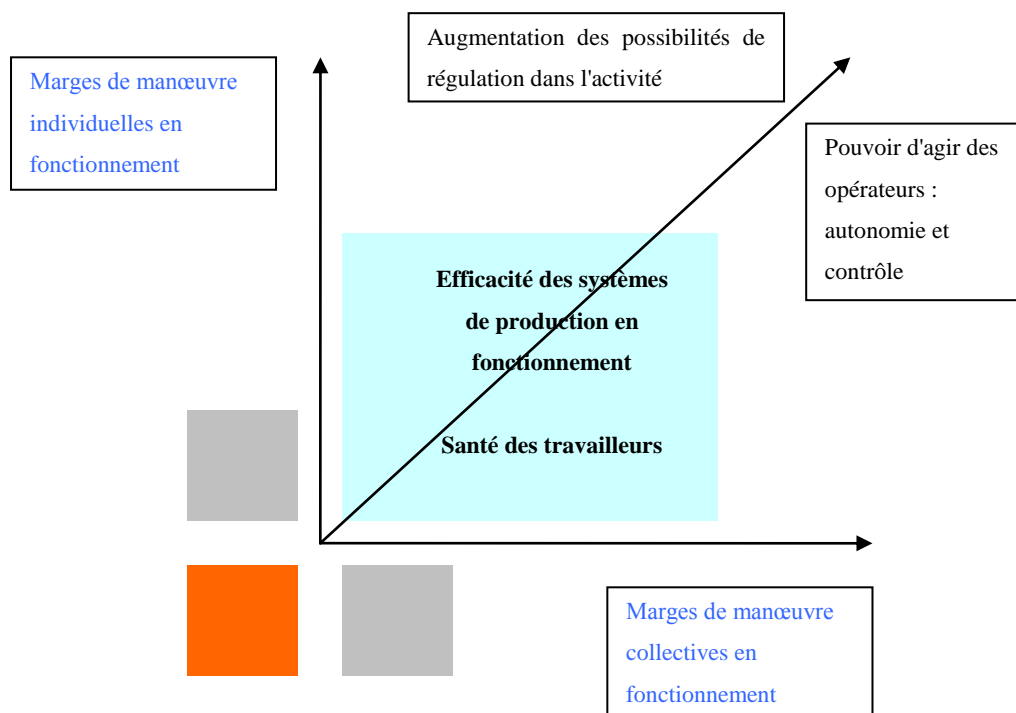 Augmentation des possibilités de
régulation dans l'activité
Marges de manœuvre
individuelles en
fonctionnement
Pouvoir d'agir des
opérateurs :
autonomie et
contrôle
Efficacité des systèmes
de production en
fonctionnement
Santé des travailleurs
Marges de manœuvre
collectives en
fonctionnement